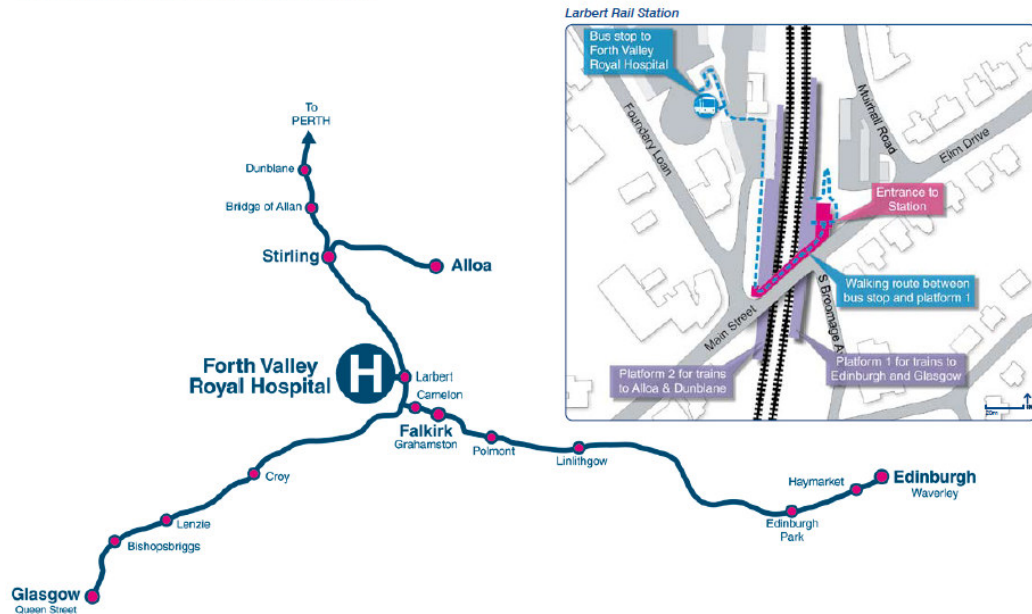 To
PERTH
Dunblane
Bridge of Allan
Stirling
Alloa
Forth Valley
Royal Hospital
H
Larbert
Camelon
Falkirk
Grahamston
Polmont
Linlithgow
Croy
Lenzie
Bishopsbriggs
Glasgow
Queen Street
Haymarket
Edinburgh
Waverley
Edinburgh
Park
Larbert Rail Station
Bus stop to
Forth Valley
Royal Hospital
Foundary Loan
Muirhall Road
Elim Drive
Entrance to
Station
Walking route between
bus stop and platform 1
Main Street
S Broomage Av
Platform 2 for trains
to Alloa & Dunblane
Platform 1 for trains to
Edinburgh and Glasgow
20m